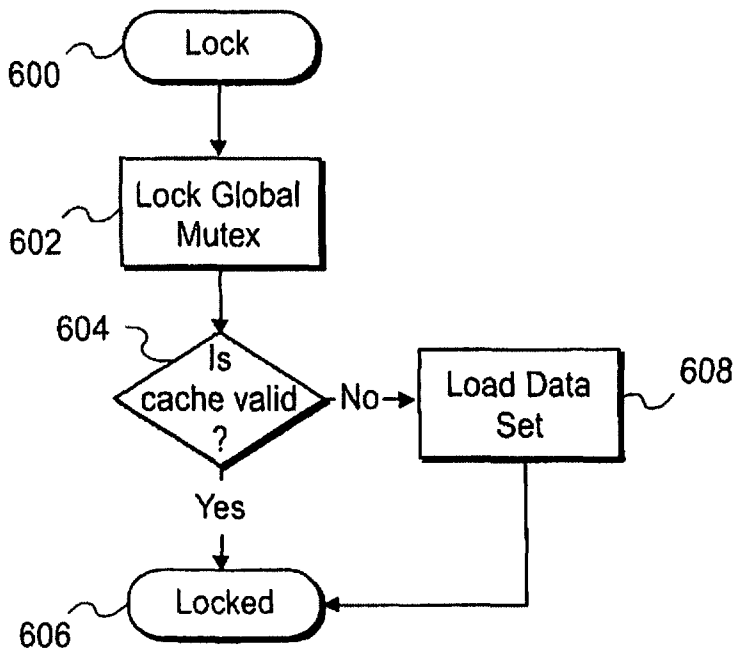 Lock
600
Lock Global
Mutex
602
604
Is
cache valid
?
No
Load Data
Set
608
Yes
Locked
606